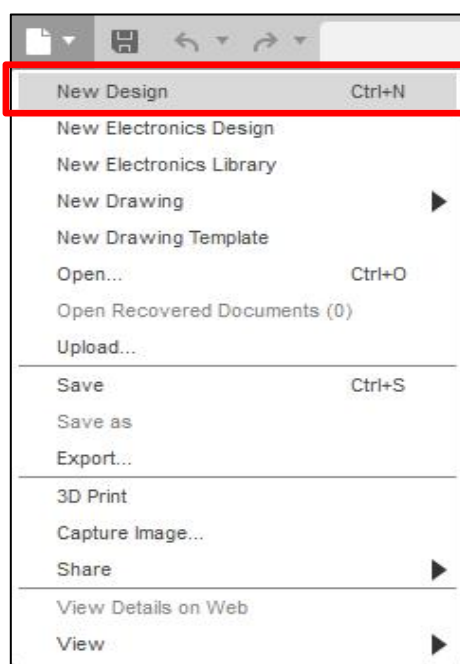 New Design Ctrl+N
New Electronics Design
New Electronics Library
New Drawing
New Drawing Template
Open... Ctrl+O
Open Recovered Documents (0)
Upload...
Save Ctrl+S
Save as
Export...
3D Print
Capture Image...
Share
View Details on Web
View